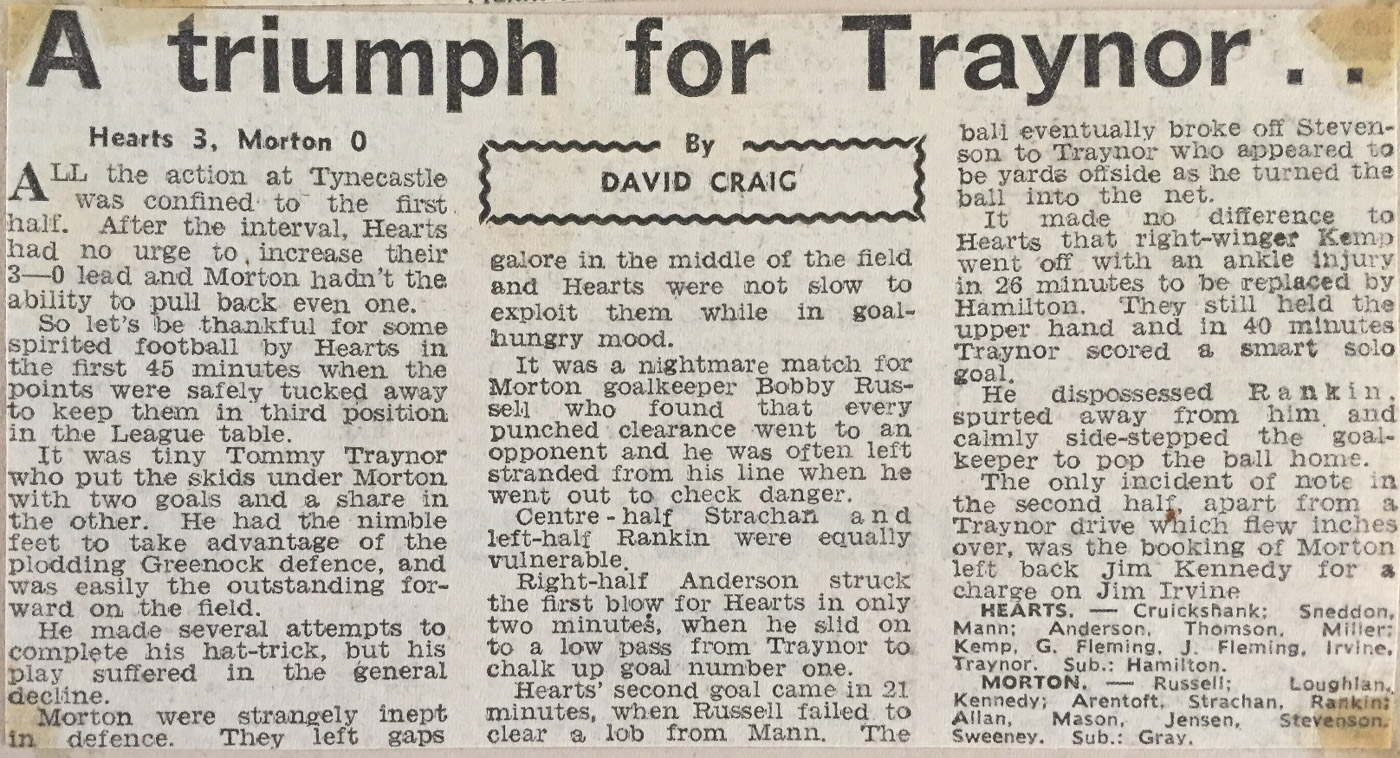 A triumph for Traynor . .
Hearts 3, Morton 0
ALL the action at Tynecastle
was confined to the first
half. After the interval, Hearts
had no urge to increase their
3—0 lead and Morton hadn't the
ability to pull back even one.
So let's be thankful for some
spirited football by Hearts in
the first 45 minutes when the
points were safely tucked away
to keep them in third position
in the League table.
It was tiny Tommy Traynor
who put the skids under Morton
with two goals and a share in
the other. He had the nimble
feet to take advantage of the
plodding Greenock defence, and
was easily the outstanding for-
ward on the field.
He made several attempts to
complete his hat-trick, but his
play suffered in the general
decline.
Morton were strangely inept
in defence. They left gaps
By
DAVID CRAIG
galore in the middle of the field
and Hearts were not slow to
exploit them while in goal-
hungry mood.
It was a nightmare match for
Morton goalkeeper Bobby Rus-
sell who found that every
punched clearance went to an
opponent and he was often left
stranded from his line when he
went out to check danger.
Centre-half Strachan and
left-half Rankin were equally
vulnerable.
Right-half Anderson struck
the first blow for Hearts in only
two minutes, when he slid on
to a low pass from Traynor to
chalk up goal number one.
Hearts' second goal came in 21
minutes, when Russell failed to
clear a lob from Mann. The
ball eventually broke off Steven-
son to Traynor who appeared to
be yards offside as he turned the
ball into the net.
It made no difference to
Hearts that right-winger Kemp
went off with an ankle injury
in 26 minutes to be replaced by
Hamilton. They still held the
upper hand and in 40 minutes
Traynor scored a smart solo
goal.
He dispossessed Rankin,
spurted away from him and
calmly side-stepped the goal-
keeper to pop the ball home.
The only incident of note in
the second half, apart from a
Traynor drive which flew inches
over, was the booking of Morton
left back Jim Kennedy for a
charge on Jim Irvine
HEARTS. — Cruickshank; Sneddon,
Mann; Anderson, Thomson, Miller;
Kemp, G. Fleming, J. Fleming, Irvine,
Traynor. Sub.: Hamilton.
MORTON. — Russell; Loughlan,
Kennedy; Arentoft, Strachan, Rankin;
Allan, Mason, Jensen, Stevenson,
Sweeney. Sub.: Gray.